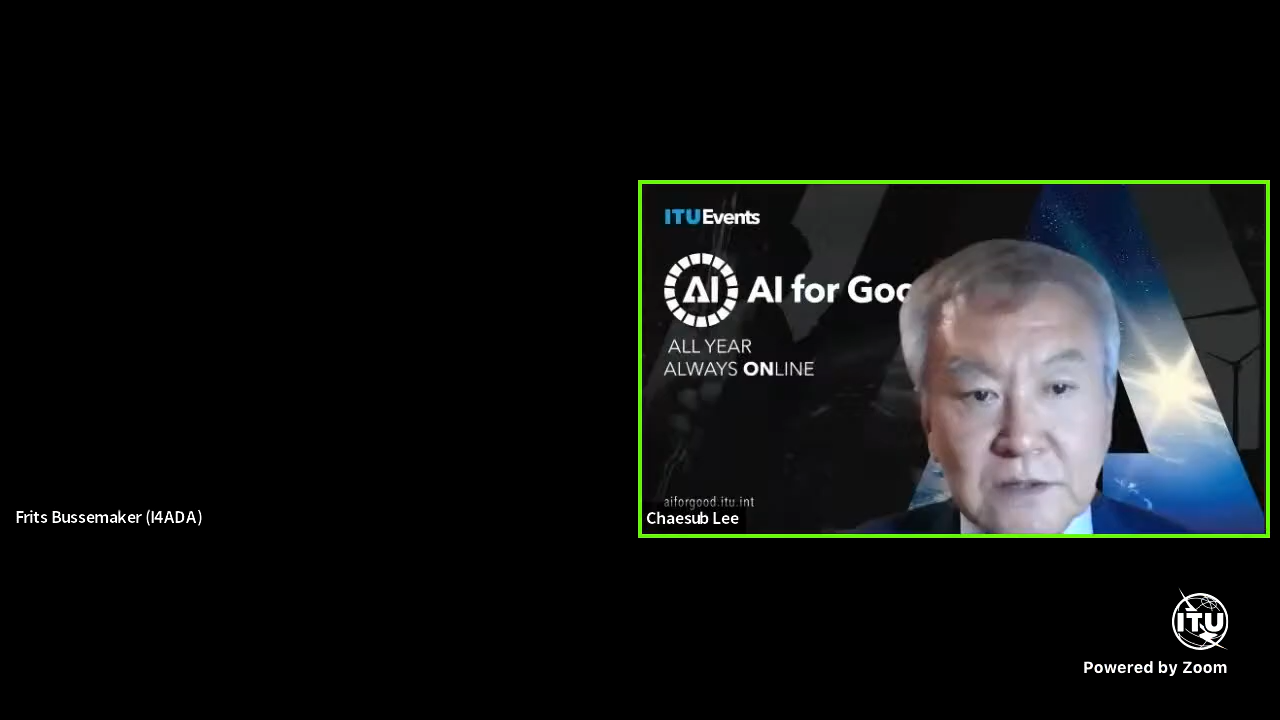 ITUEvents
AI
AI for Goo
ALL YEAR
ALWAYS ONLINE
aiforgood.itu.int
Frits Bussemaker (I4ADA)
Chaesub Lee
ITU
Powered by Zoom